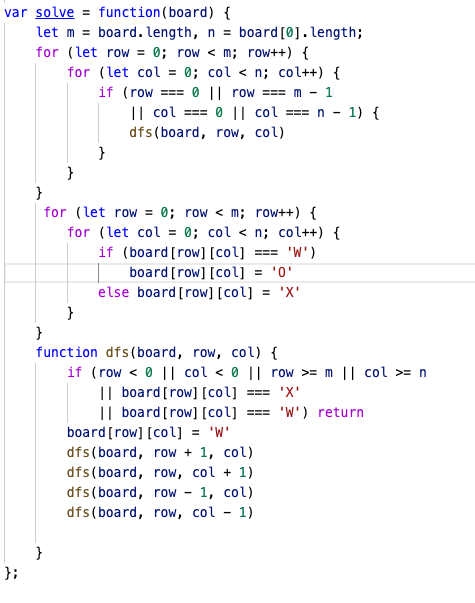 var solve = function(board) {
    let m = board.length, n = board[0].length;
    for (let row = 0; row < m; row++) {
        for (let col = 0; col < n; col++) {
            if (row === 0 || row === m - 1
                || col === 0 || col === n - 1) {
                dfs(board, row, col)
            }
        }
    }
     for (let row = 0; row < m; row++) {
        for (let col = 0; col < n; col++) {
            if (board[row][col] === 'W')
                board[row][col] = 'O'
            else board[row][col] = 'X'
        }
    }
    function dfs(board, row, col) {
        if (row < 0 || col < 0 || row >= m || col >= n
            || board[row][col] === 'X'
            || board[row][col] === 'W') return
        board[row][col] = 'W'
        dfs(board, row + 1, col)
        dfs(board, row, col + 1)
        dfs(board, row - 1, col)
        dfs(board, row, col - 1)

    }
};